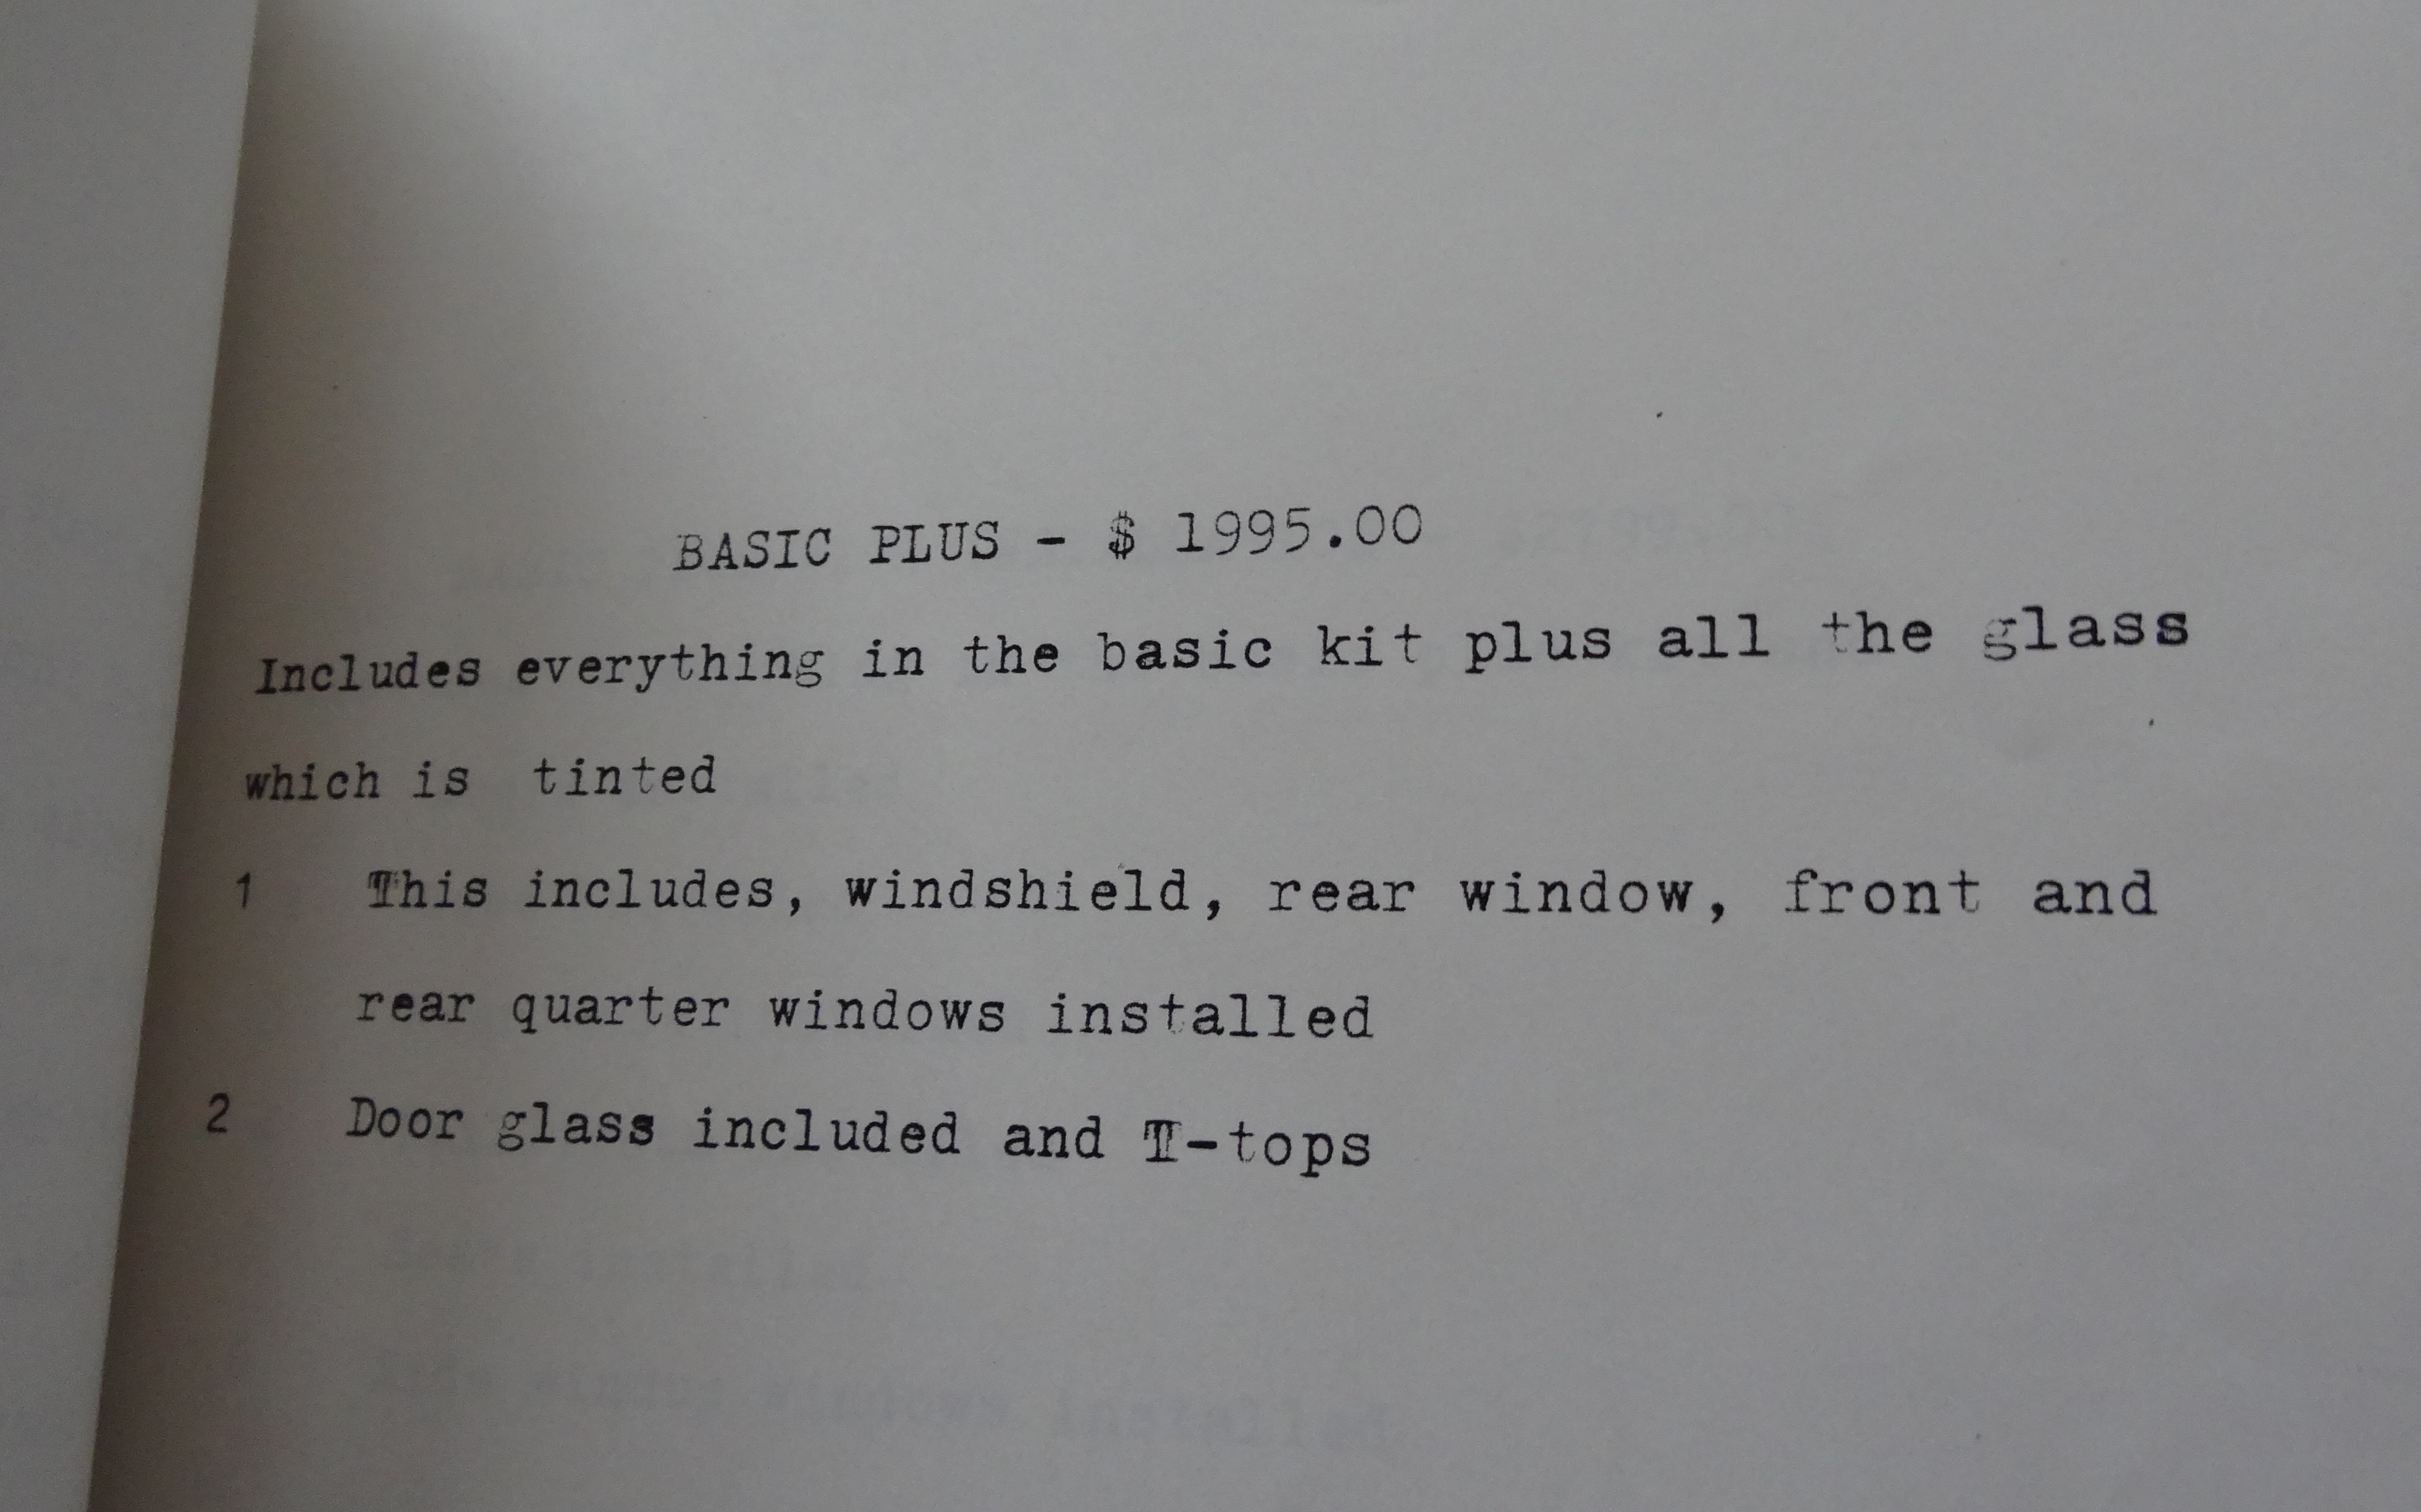 BASIC PLUS - $ 1995.00
Includes everything in the basic kit plus all the glass
which is tinted
1 This includes, windshield, rear window, front and
rear quarter windows installed
2 Door glass included and T-tops